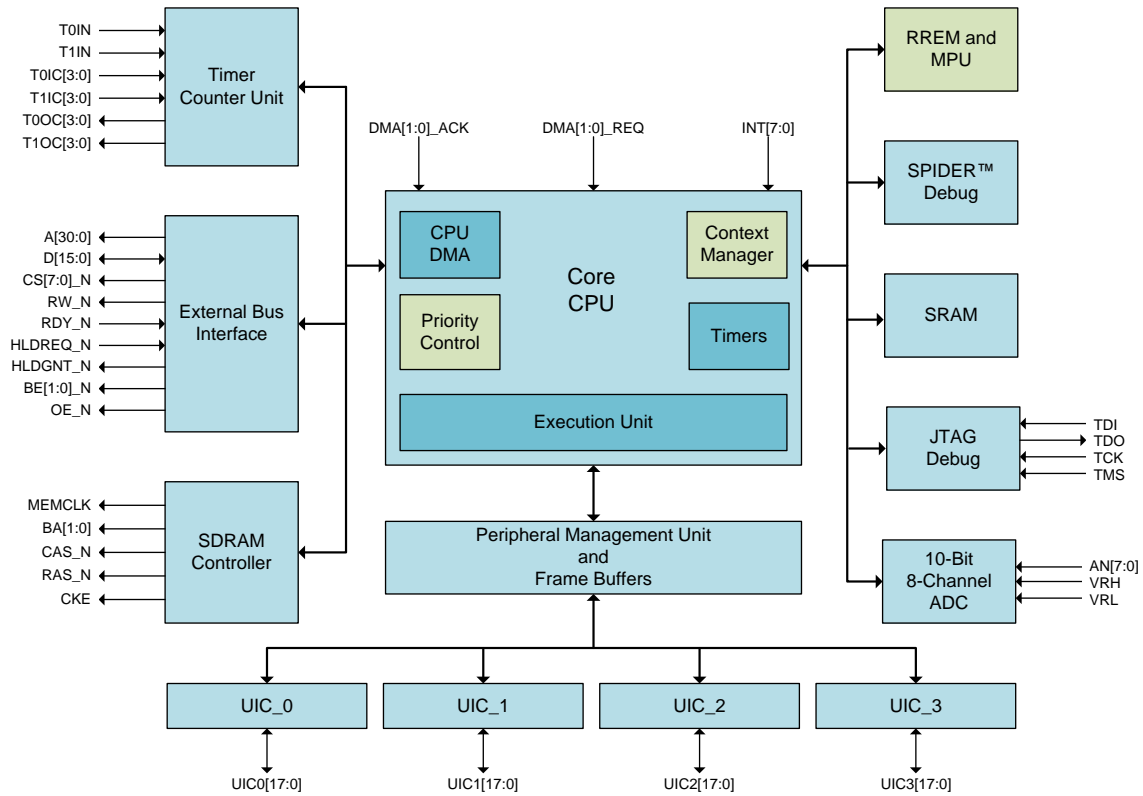 T0IN
T1IN
T0IC[3:0]
T1IC[3:0]
T0OC[3:0]
T1OC[3:0]
Timer
Counter Unit
A[30:0]
D[15:0]
CS[7:0]_N
RW_N
RDY_N
HLDREQ_N
HLDGNT_N
BE[1:0]_N
OE_N
External Bus
Interface
MEMCLK
BA[1:0]
CAS_N
RAS_N
CKE
SDRAM
Controller
DMA[1:0]_ACK
DMA[1:0]_REQ
INT[7:0]
CPU
DMA
Context
Manager
Core
CPU
Priority
Control
Timers
Execution Unit
Peripheral Management Unit
and
Frame Buffers
RREM and
MPU
SPIDER™
Debug
SRAM
JTAG
Debug
TDI
TDO
TCK
TMS
10-Bit
8-Channel
ADC
AN[7:0]
VRH
VRL
UIC_0
UIC_1
UIC_2
UIC_3
UIC0[17:0]
UIC1[17:0]
UIC2[17:0]
UIC3[17:0]